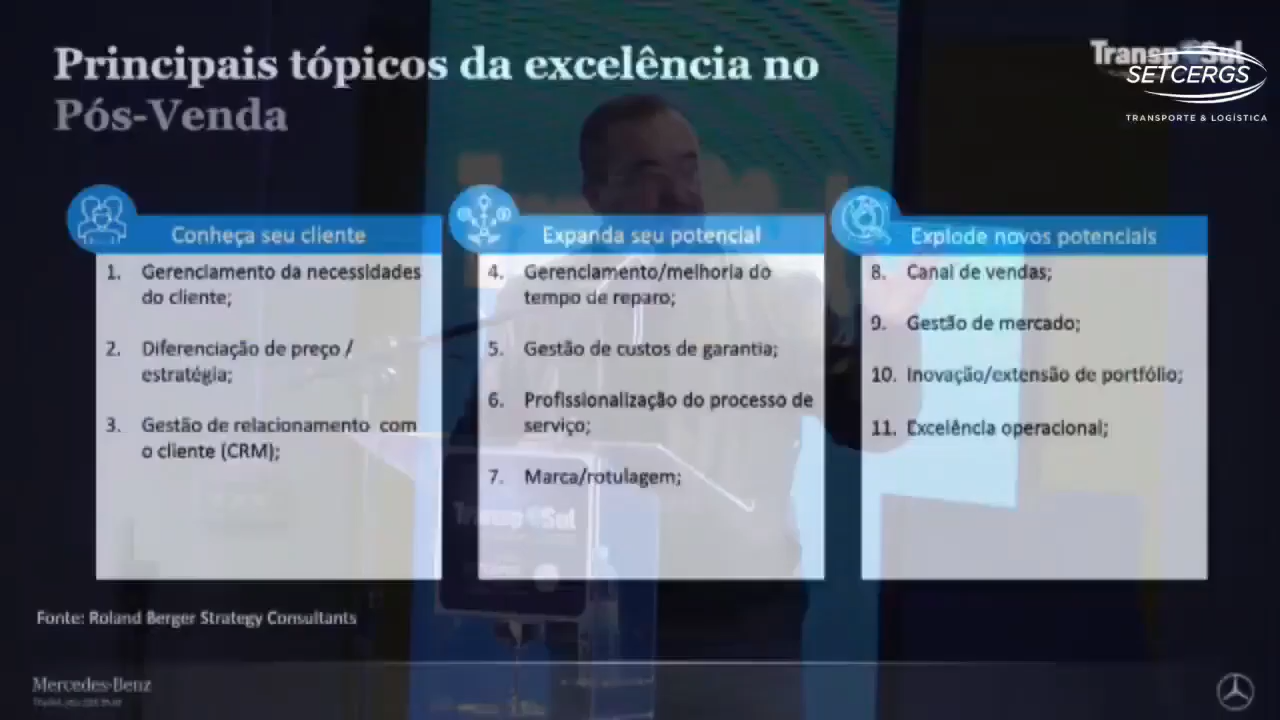 Principais tópicos da excelência no
Pós-Venda
SETCERGS
TRANSPORTE & LOGÍSTICA
Conheça seu cliente
1. Gerenciamento da necessidades
do cliente;
2. Diferenciação de preço /
estratégia;
3. Gestão de relacionamento com
o cliente (CRM);
Expanda seu potencial
4. Gerenciamento/melhoria do
tempo de reparo;
5. Gestão de custos de garantia;
6. Profissionalização do processo de
serviço;
7. Marca/rotulagem;
Explode novos potenciais
8. Canal de vendas;
9. Gestão de mercado;
10. Inovação/extensão de portfólio;
11. Excelência operacional;
Transp Sul
Fonte: Roland Berger Strategy Consultants
Mercedes-Benz